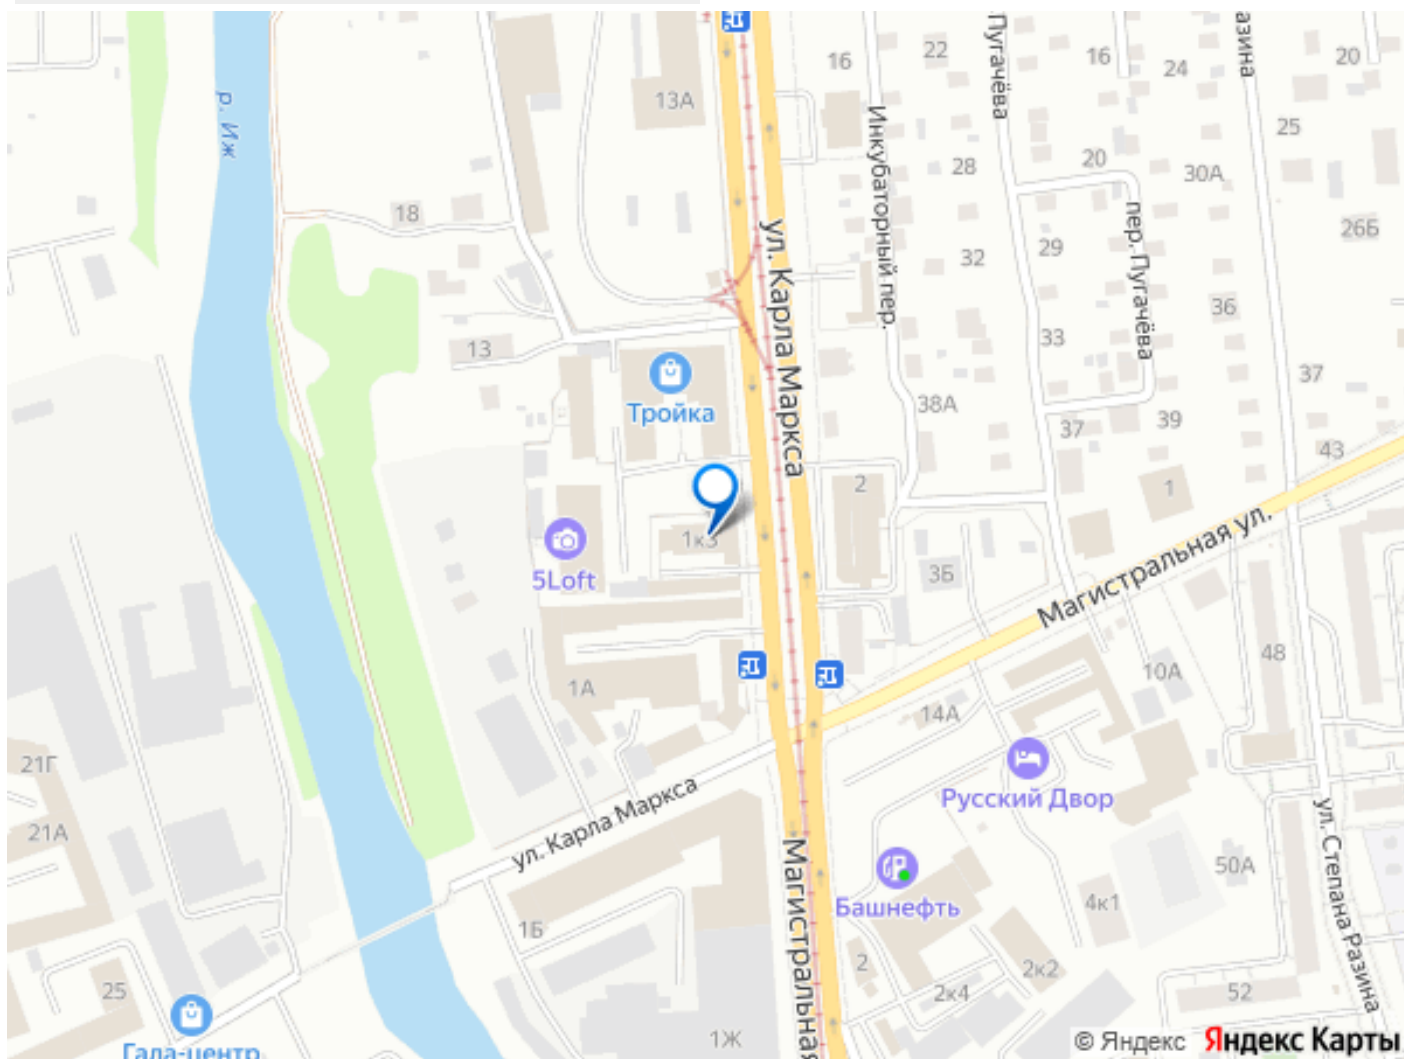 Пугачёва
азина
22
16
16
24
20
13А
р. Иж
Инкубаторный пер.
25
28
20
30А
18
ул. Карла Маркса
пер. Пугачёва
29
26Б
32
36
33
13
Тройка
37
38А
39
37
43
2
1
1к3
5Loft
3Б
Магистральная ул.
1А
48
10А
14А
21Г
Русский Двор
21А
ул. Карла Маркса
ул. Степана Разина
Магистральная
50А
Башнефть
4к1
1Б
2
2к2
25
2к4
52
Гала-центр
1Ж
© Яндекс Яндекс Карты